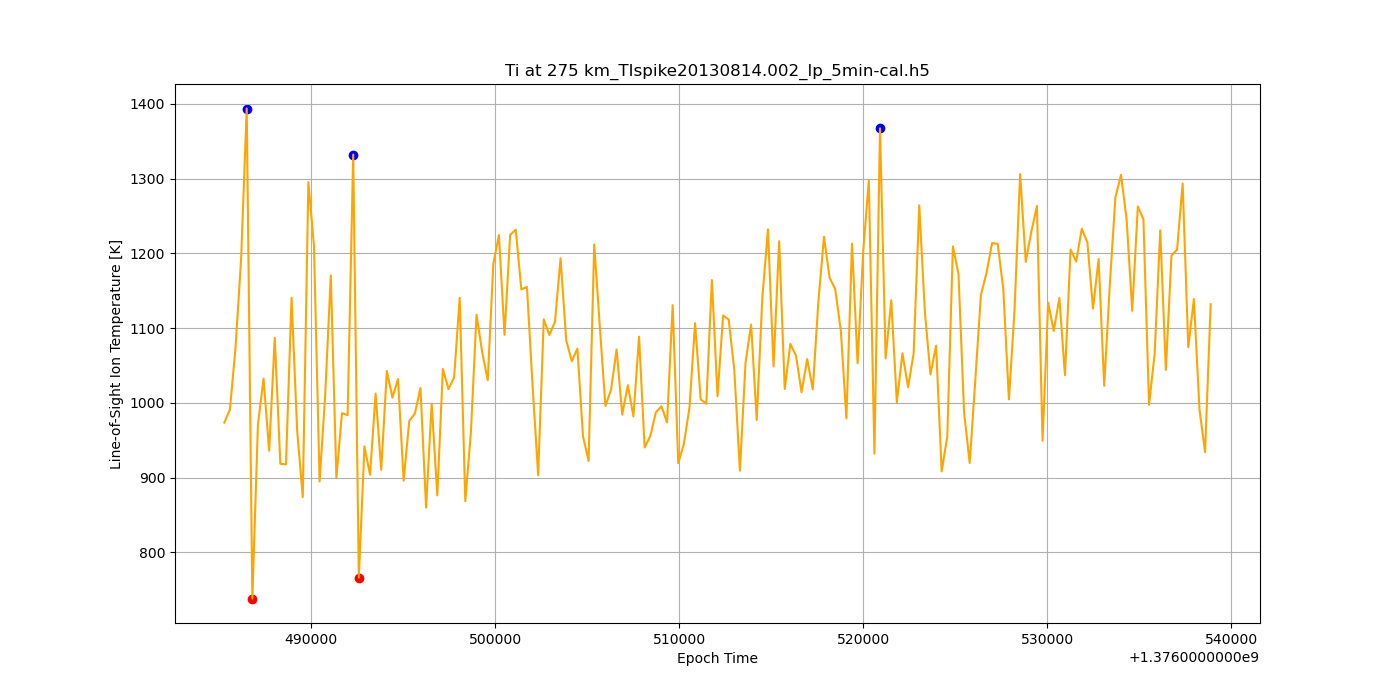 Ti at 275 km_TIspike20130814.002_lp_5min-cal.h5
Line-of-Sight Ion Temperature [K]
1400
1300
1200
1100
1000
900
800
490000 500000 510000 520000 530000 540000
Epoch Time
+1.3760000000e9